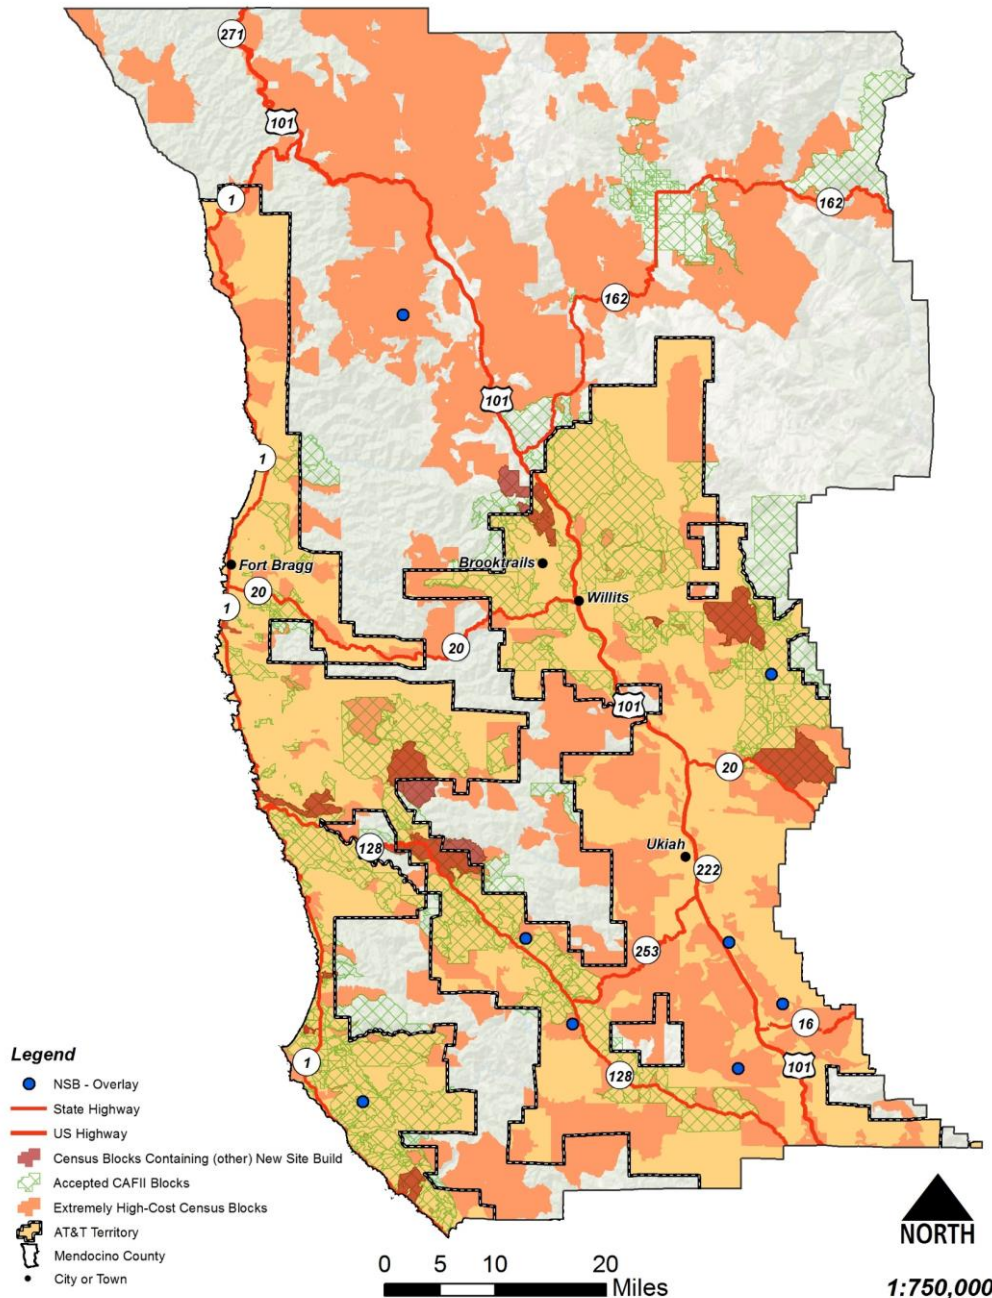 271
101
1
162
162
101
1
Fort Bragg
Brooktrails
20
Willits
1
20
101
20
128
Ukiah
222
253
16
1
128
101
Legend
NSB - Overlay
State Highway
US Highway
Census Blocks Containing (other) New Site Build
Accepted CAFII Blocks
Extremely High-Cost Census Blocks
AT&T Territory
Mendocino County
City or Town
0 5 10 20
Miles
NORTH
1:750,000